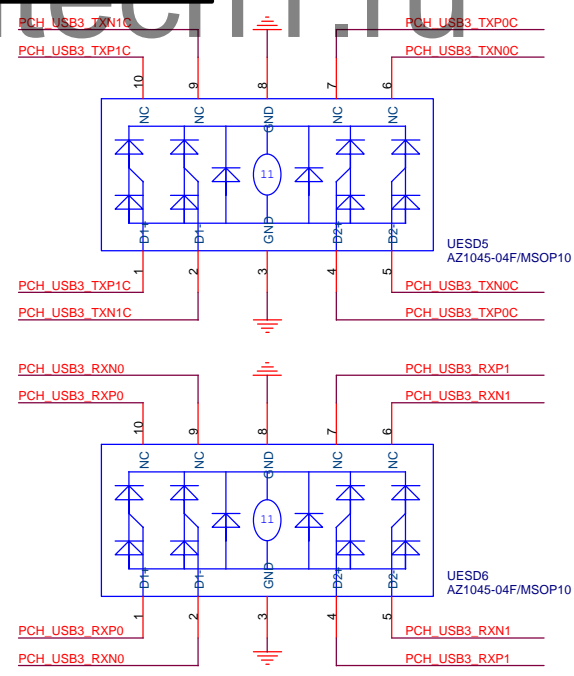 PCH_USB3_TXN1C PCH_USB3_TXP0C
PCH_USB3_TXP1C PCH_USB3_TXN0C
10 9 8 7 6
NC NC GND NC NC
11
D1+ D1- GND D2+ D2-
UESD5
AZ1045-04F/MSOP10
1 2 3 4 5
PCH_USB3_TXP1C PCH_USB3_TXN0C
PCH_USB3_TXN1C PCH_USB3_TXP0C
PCH_USB3_RXN0 PCH_USB3_RXP1
PCH_USB3_RXP0 PCH_USB3_RXN1
10 9 8 7 6
NC NC GND NC NC
11
D1+ D1- GND D2+ D2-
UESD6
AZ1045-04F/MSOP10
1 2 3 4 5
PCH_USB3_RXP0 PCH_USB3_RXN1
PCH_USB3_RXN0 PCH_USB3_RXP1